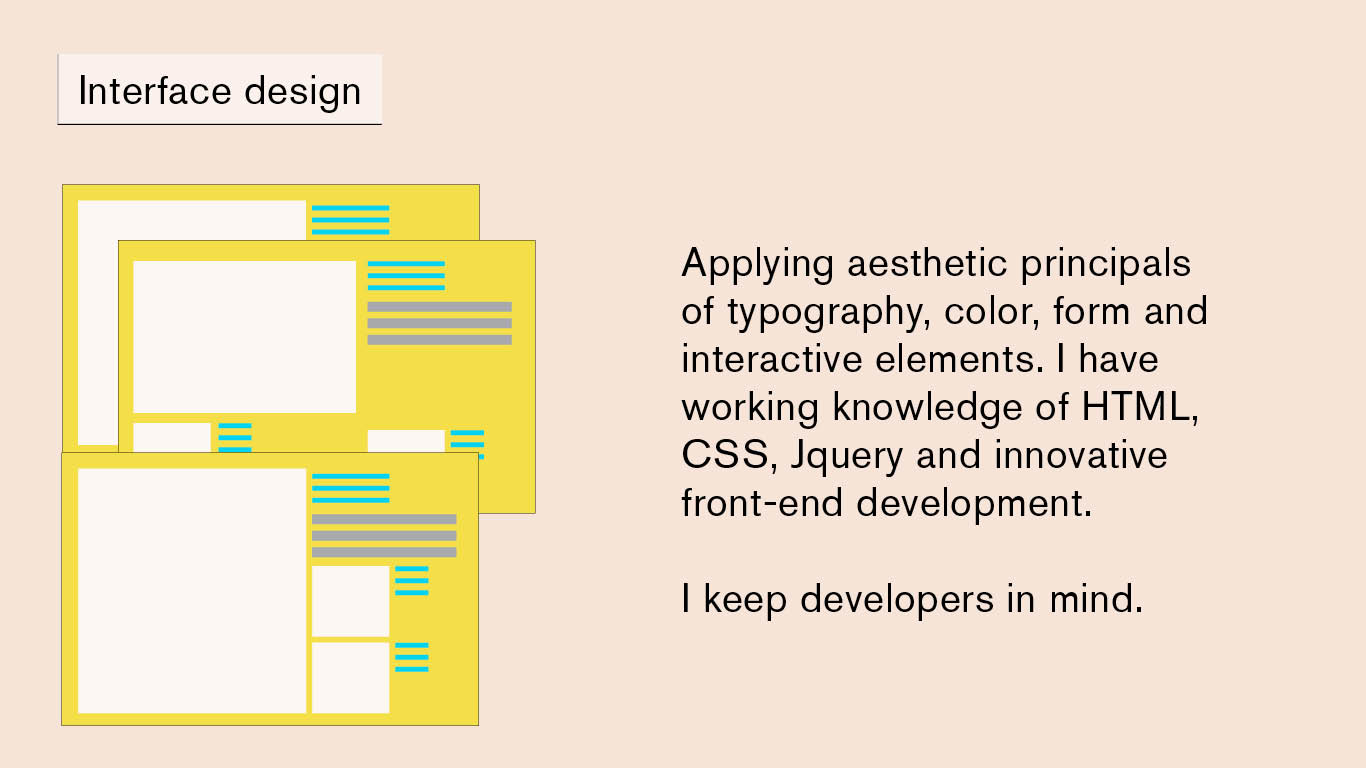 Interface design
Applying aesthetic principals
of typography, color, form and
interactive elements. I have
working knowledge of HTML,
CSS, Jquery and innovative
front-end development.
I keep developers in mind.